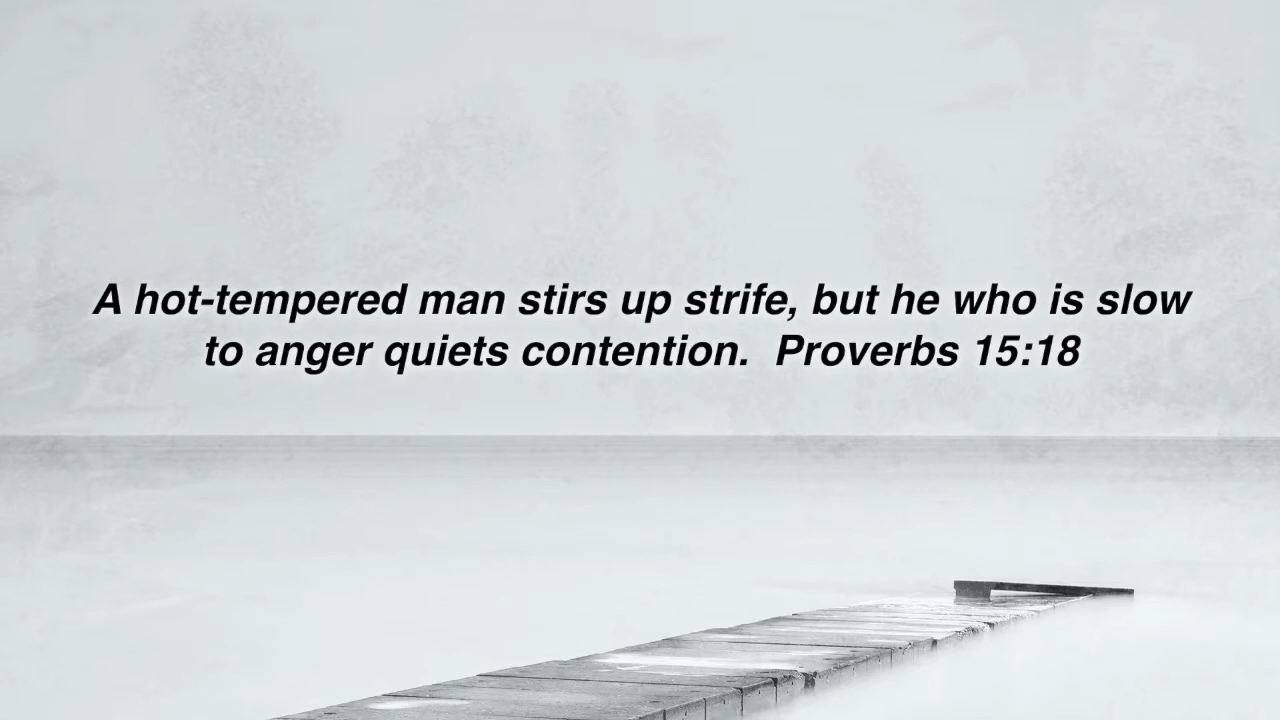 A hot-tempered man stirs up strife, but he who is slow
to anger quiets contention.  Proverbs 15:18